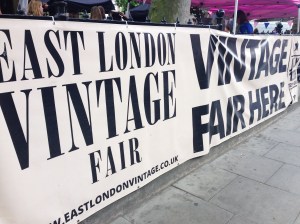 EAST LONDON
VINTAGE
FAIR
WWW.EASTLONDONVINTAGE.CO.UK
VINTAGE
FAIR HERE